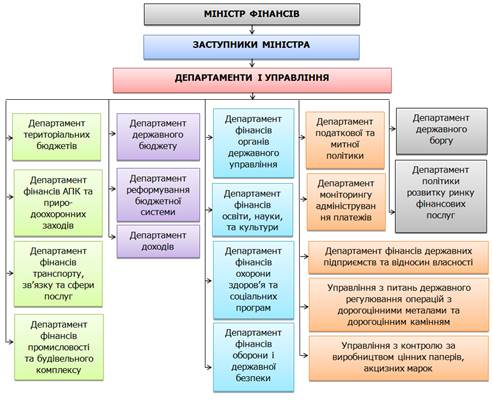 МІНІСТР ФІНАНСІВ
ЗАСТУПНИКИ МІНІСТРА
ДЕПАРТАМЕНТИ І УПРАВЛІННЯ
Департамент
територіальних
бюджетів
Департамент
фінансів АПК та
приро-
доохоронних
заходів
Департамент
фінансів
транспорту,
зв’язку та сфери
послуг
Департамент
фінансів
промисловості та
будівельного
комплексу
Департамент
державного
бюджету
Департамент
реформування
бюджетної
системи
Департамент
доходів
Департамент
фінансів
органів
державного
управління
Департамент
фінансів
освіти, науки,
та культури
Департамент
фінансів
охорони
здоров’я та
соціальних
програм
Департамент
фінансів
оборони і
державної
безпеки
Департамент
податкової та
митної
політики
Департамент
моніторингу
адмініструван
ня платежів
Департамент
державного
боргу
Департамент
політики
розвитку ринку
фінансових
послуг
Департамент фінансів державних
підприємств та відносин власності
Управління з питань державного
регулювання операцій з
дорогоцінними металами та
дорогоцінним камінням
Управління з контролю за
виробництвом цінних паперів,
акцизних марок